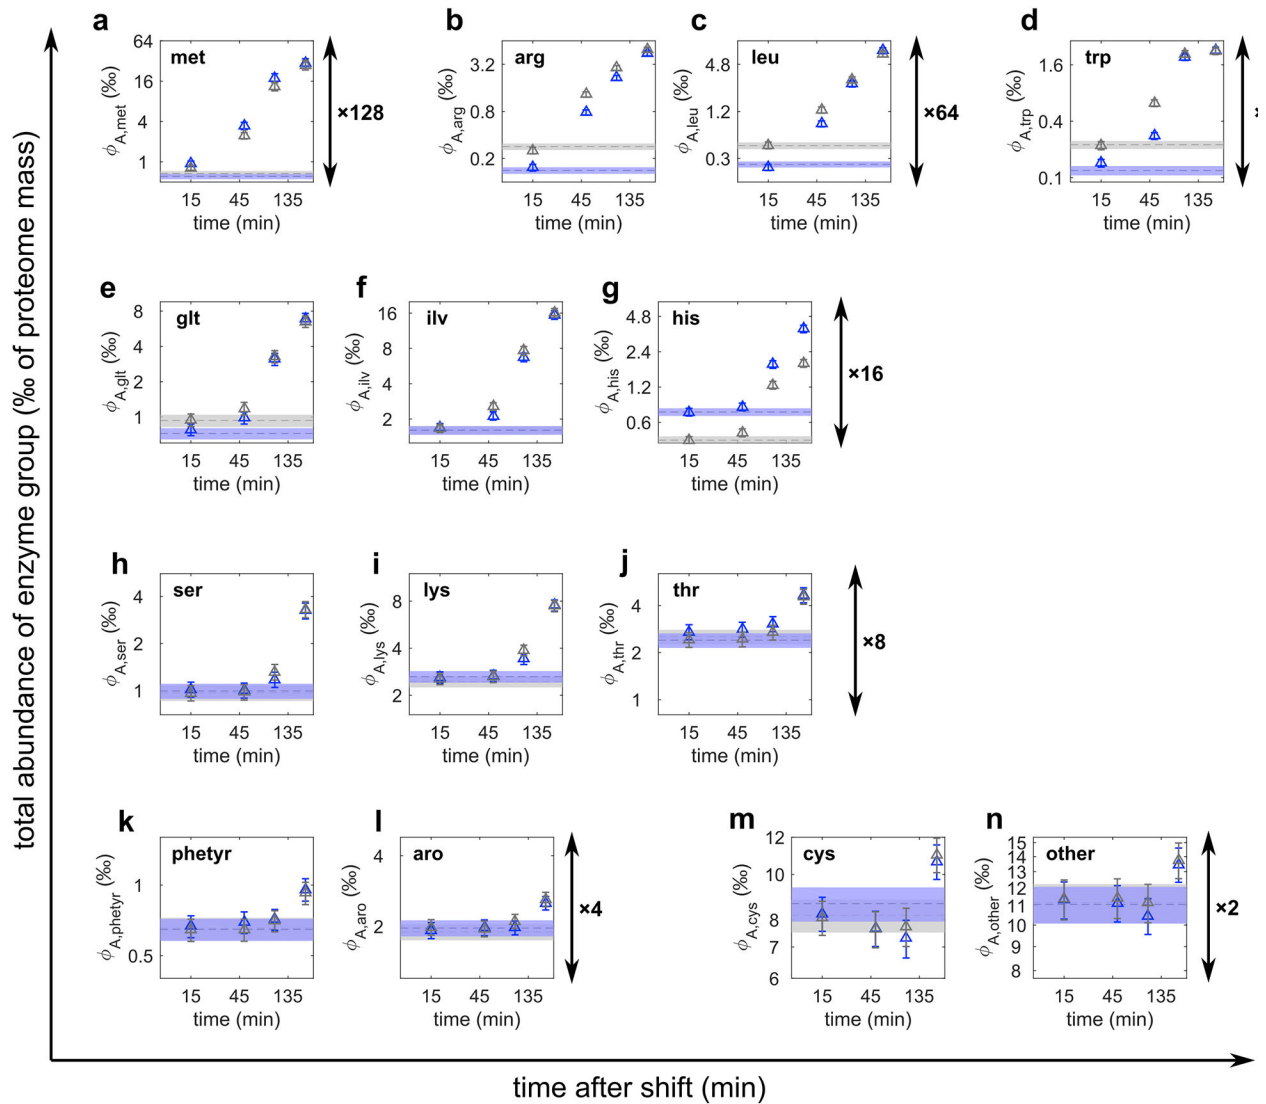 total abundance of enzyme group (‰ of proteome mass)
a
met
ϕA,met (‰)
64
16
4
1
15 45 135
time (min)
×128
b
arg
ϕA,arg (‰)
3.2
0.8
0.2
15 45 135
time (min)
c
leu
ϕA,leu (‰)
4.8
1.2
0.3
15 45 135
time (min)
×64
d
trp
ϕA,trp (‰)
1.6
0.4
0.1
15 45 135
time (min)
e
glt
ϕA,glt (‰)
8
4
2
1
15 45 135
time (min)
f
ilv
ϕA,ilv (‰)
16
8
4
2
15 45 135
time (min)
g
his
ϕA,his (‰)
4.8
2.4
1.2
0.6
15 45 135
time (min)
×16
h
ser
ϕA,ser (‰)
4
2
1
15 45 135
time (min)
i
lys
ϕA,lys (‰)
8
4
2
15 45 135
time (min)
j
thr
ϕA,thr (‰)
4
2
1
15 45 135
time (min)
×8
k
phetyr
ϕA,phetyr (‰)
1
0.5
15 45 135
time (min)
l
aro
ϕA,aro (‰)
4
2
15 45 135
time (min)
×4
m
cys
ϕA,cys (‰)
12
10
8
7
6
15 45 135
time (min)
n
other
ϕA,other (‰)
15
14
13
12
11
10
9
8
15 45 135
time (min)
×2
time after shift (min)